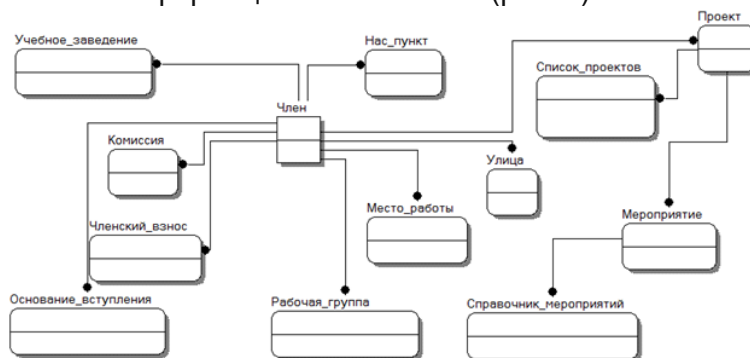 Проект
Учебное_заведение
Нас_пункт
Список_проектов
Член
Комиссия
Улица
Место_работы
Мероприятие
Членский_взнос
Основание_вступления
Рабочая_группа
Справочник_мероприятий